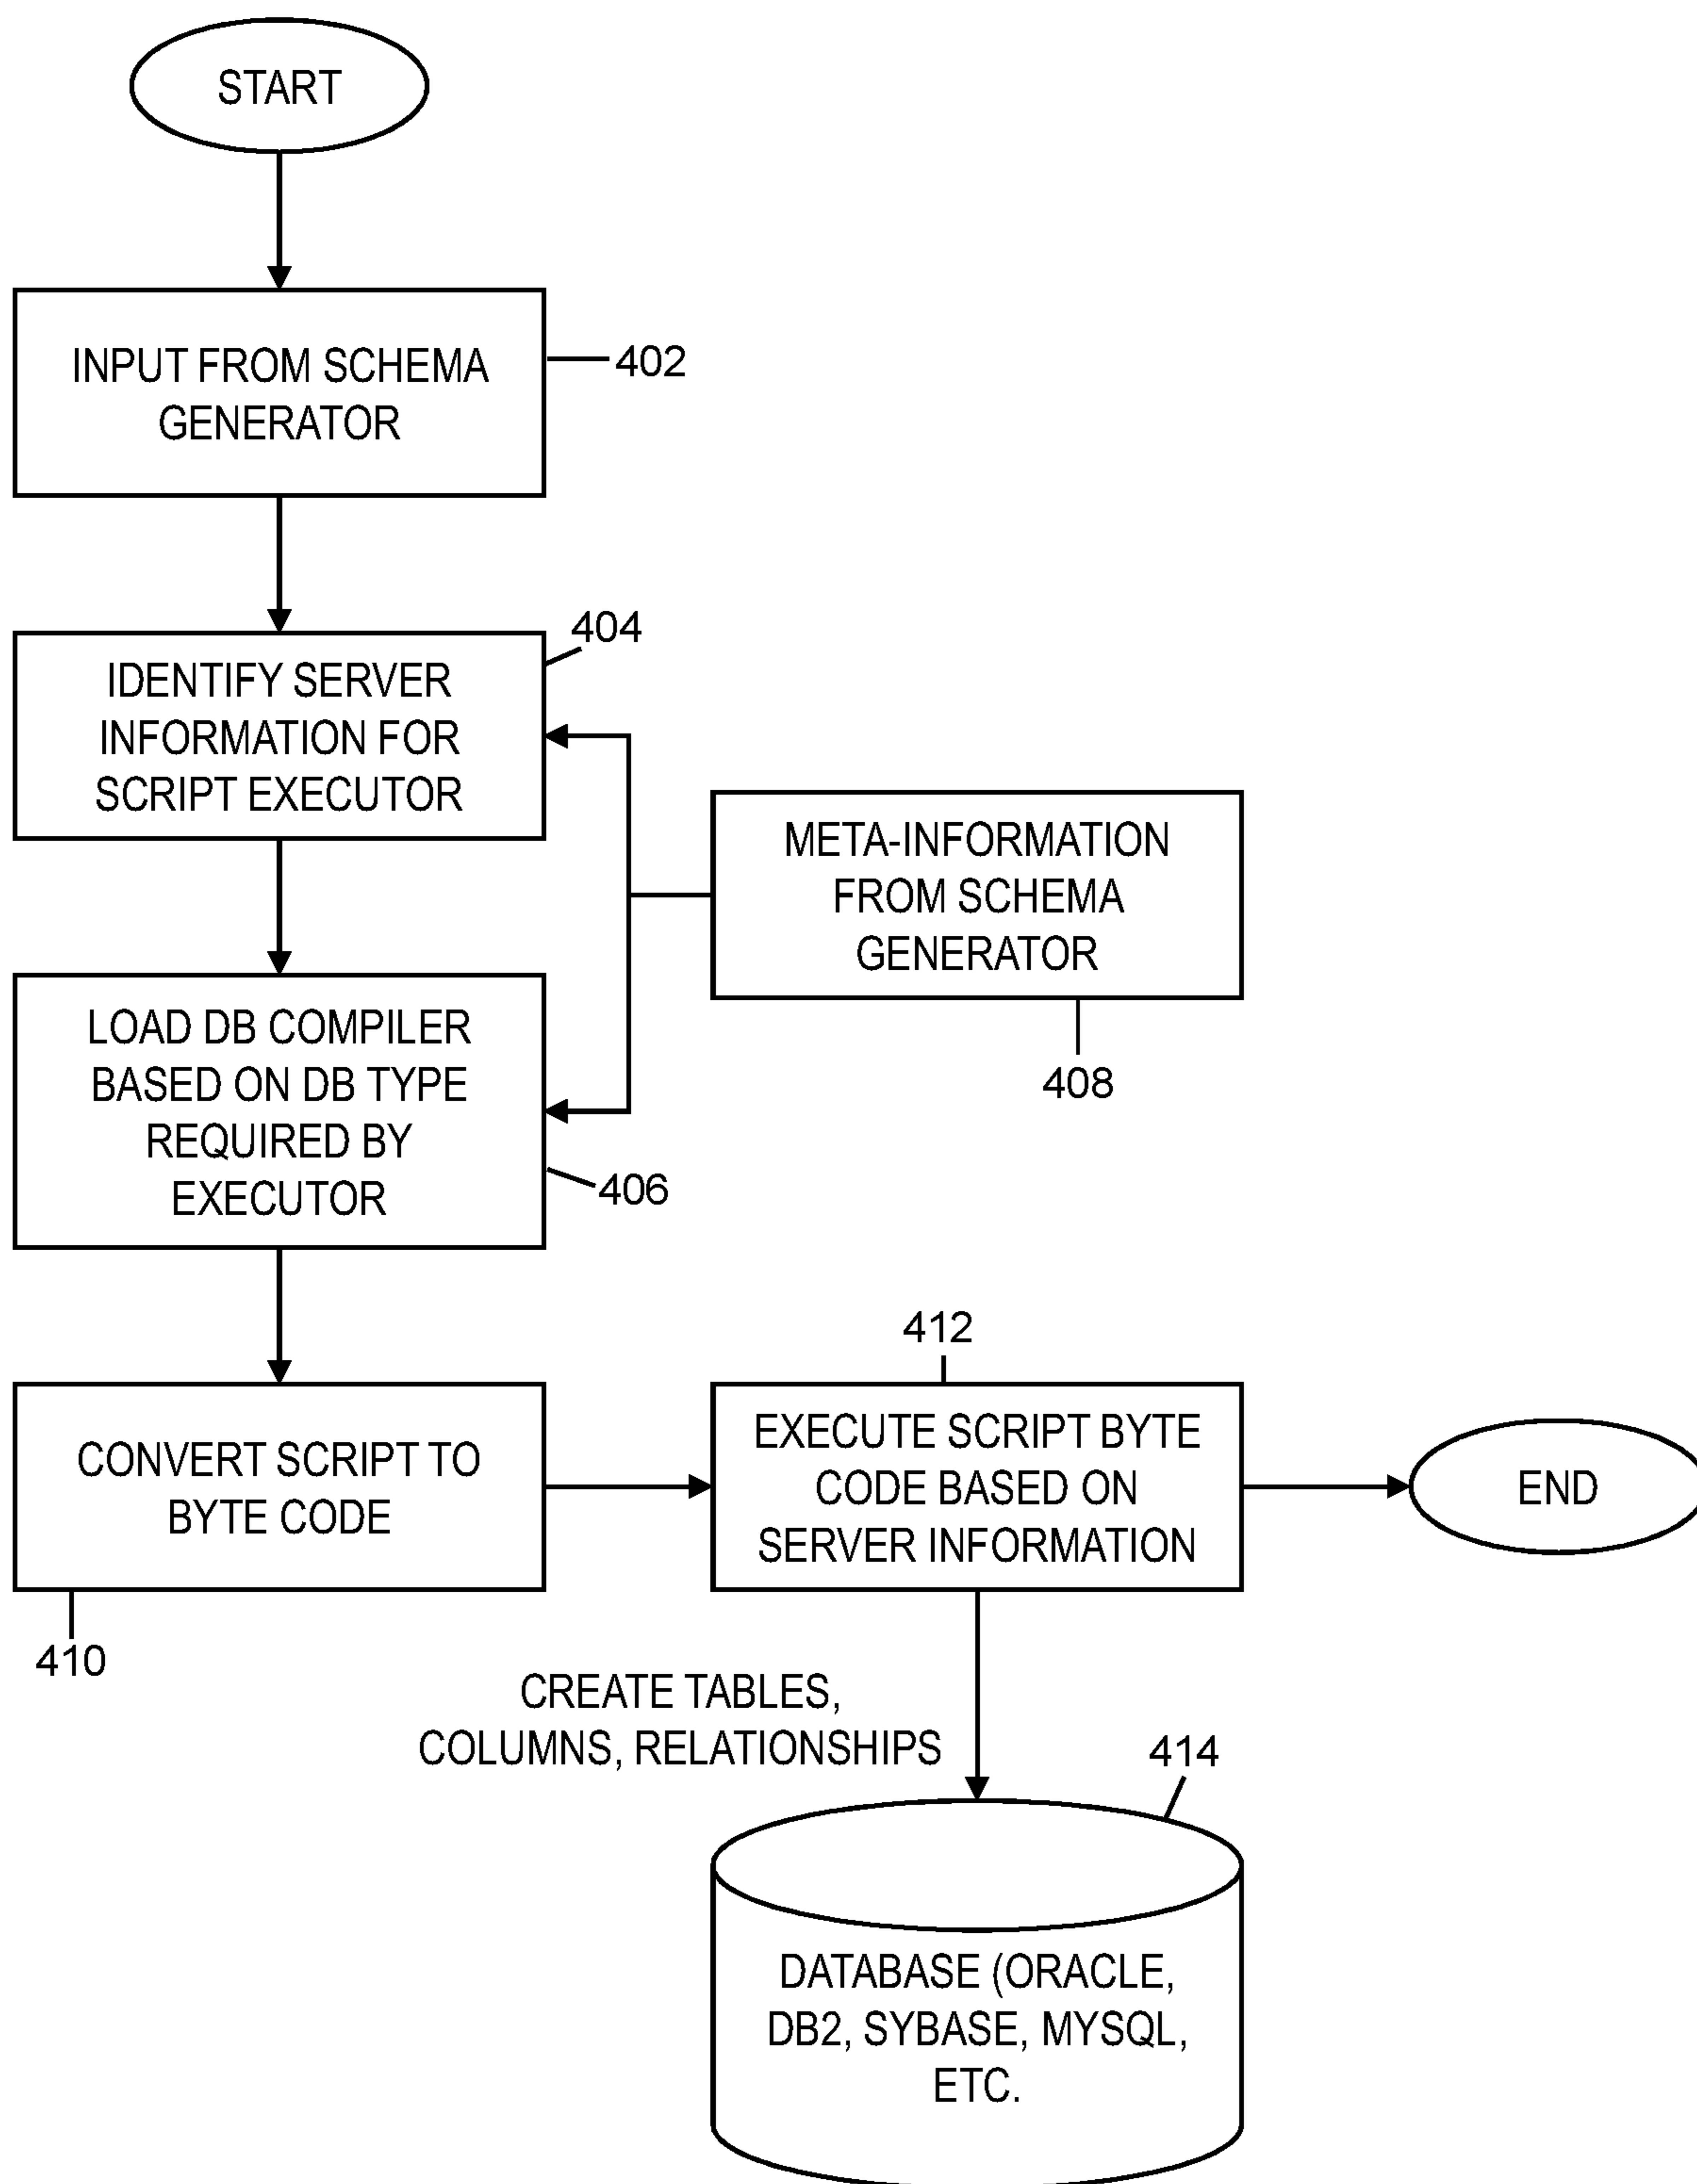 START
INPUT FROM SCHEMA
GENERATOR
402
404
IDENTIFY SERVER
INFORMATION FOR
SCRIPT EXECUTOR
META-INFORMATION
FROM SCHEMA
GENERATOR
408
LOAD DB COMPILER
BASED ON DB TYPE
REQUIRED BY
EXECUTOR
406
412
CONVERT SCRIPT TO
BYTE CODE
410
EXECUTE SCRIPT BYTE
CODE BASED ON
SERVER INFORMATION
END
CREATE TABLES,
COLUMNS, RELATIONSHIPS
414
DATABASE (ORACLE,
DB2, SYBASE, MYSQL,
ETC.